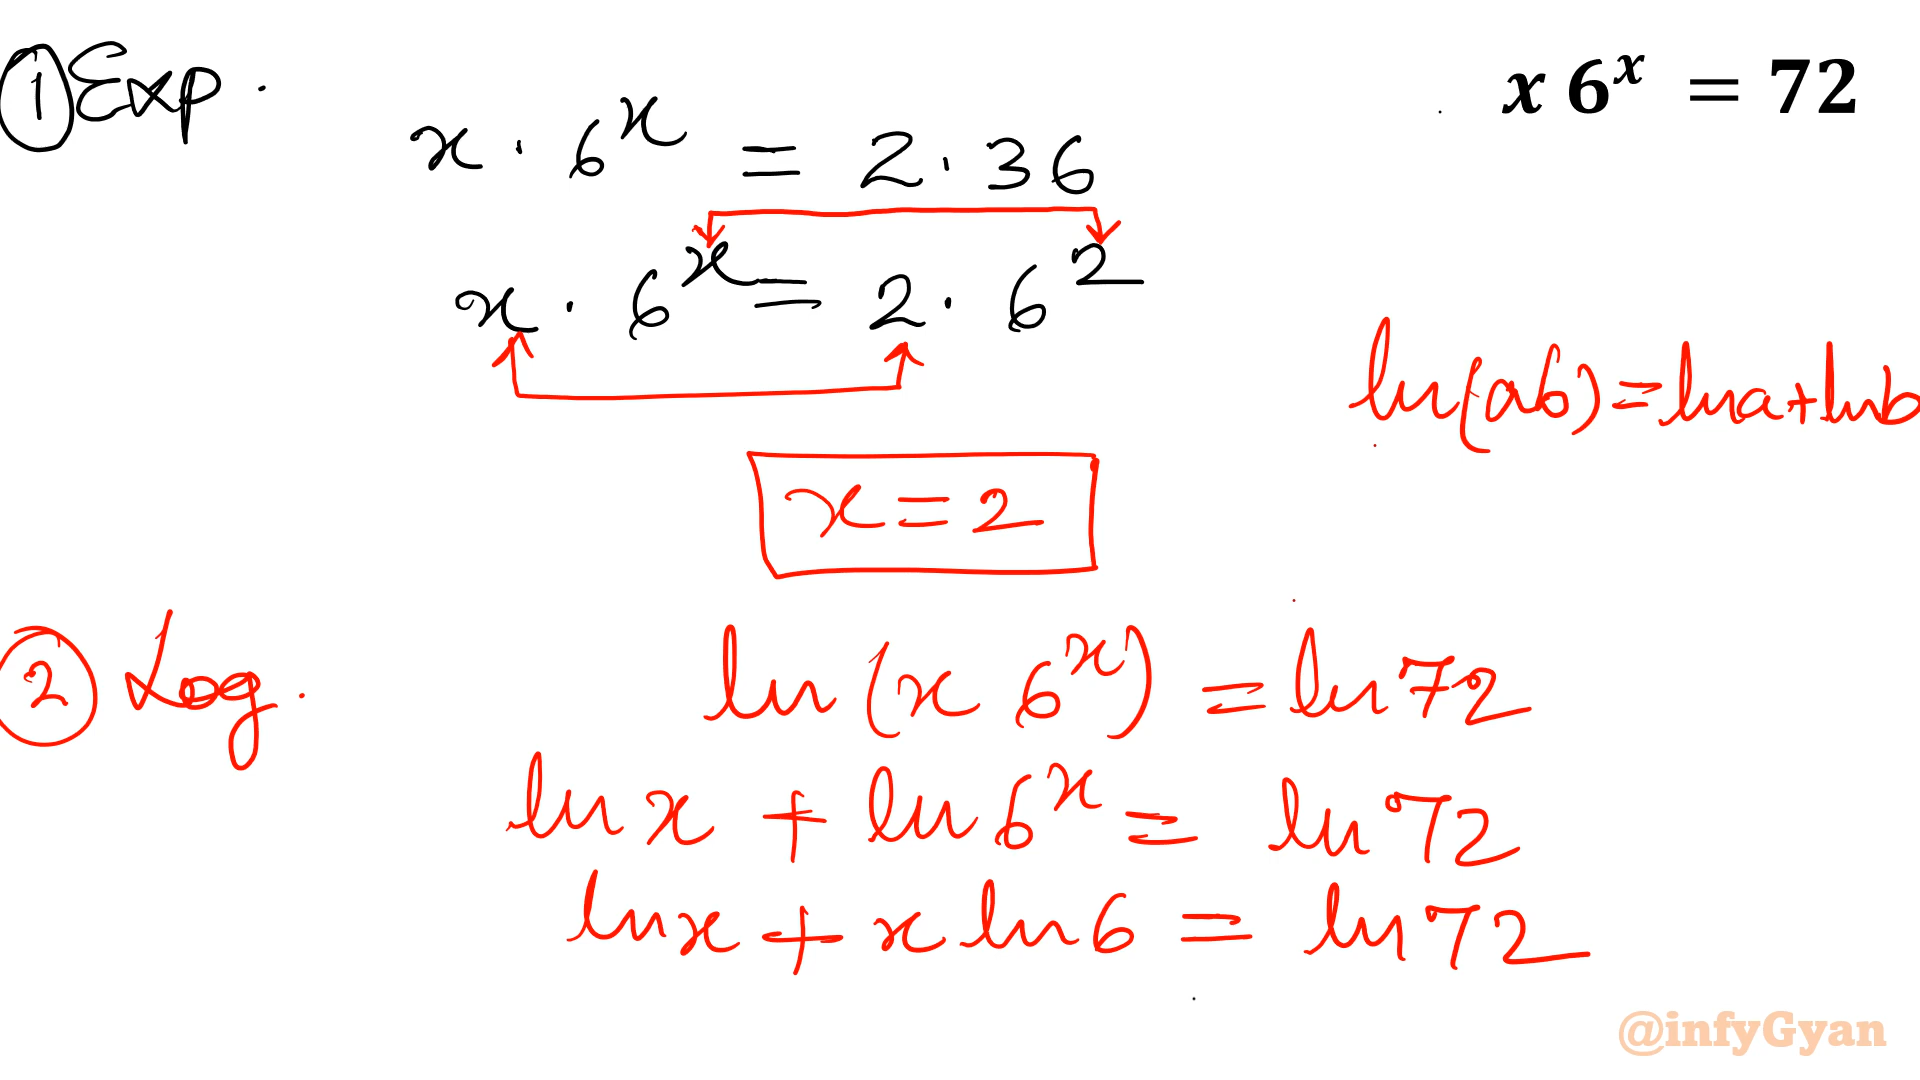 ① Exp.
x 6^x = 72
x · 6^x = 2 · 36
x · 6^x = 2 · 6^2
ln(ab) = ln a + ln b
x = 2
② Log.
ln(x 6^x) = ln 72
ln x + ln 6^x = ln 72
ln x + x ln 6 = ln 72
@infyGyan